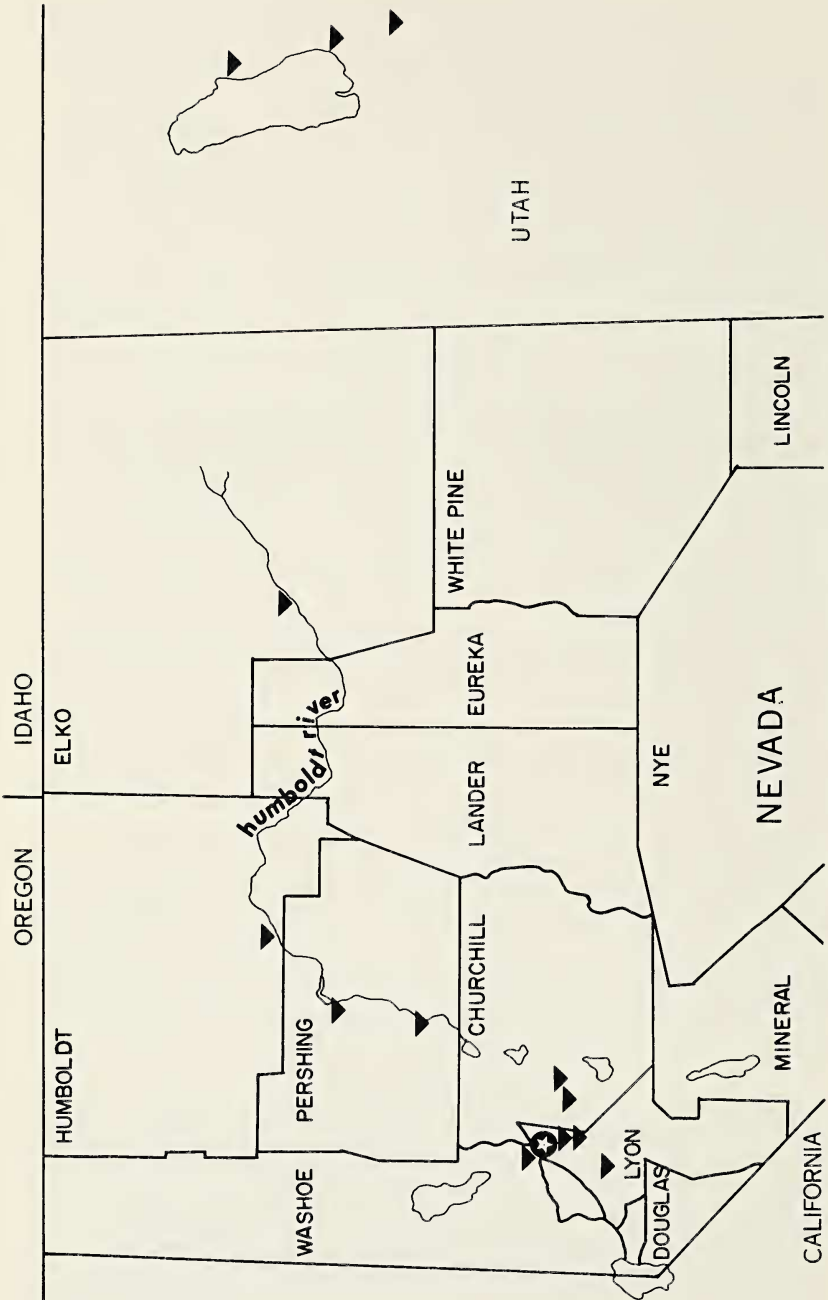 OREGON
IDAHO
HUMBOLDT
ELKO
humboldt river
UTAH
WASHOE
PERSHING
CHURCHILL
LANDER
EUREKA
WHITE PINE
LYON
DOUGLAS
NYE
LINCOLN
MINERAL
NEVADA
CALIFORNIA